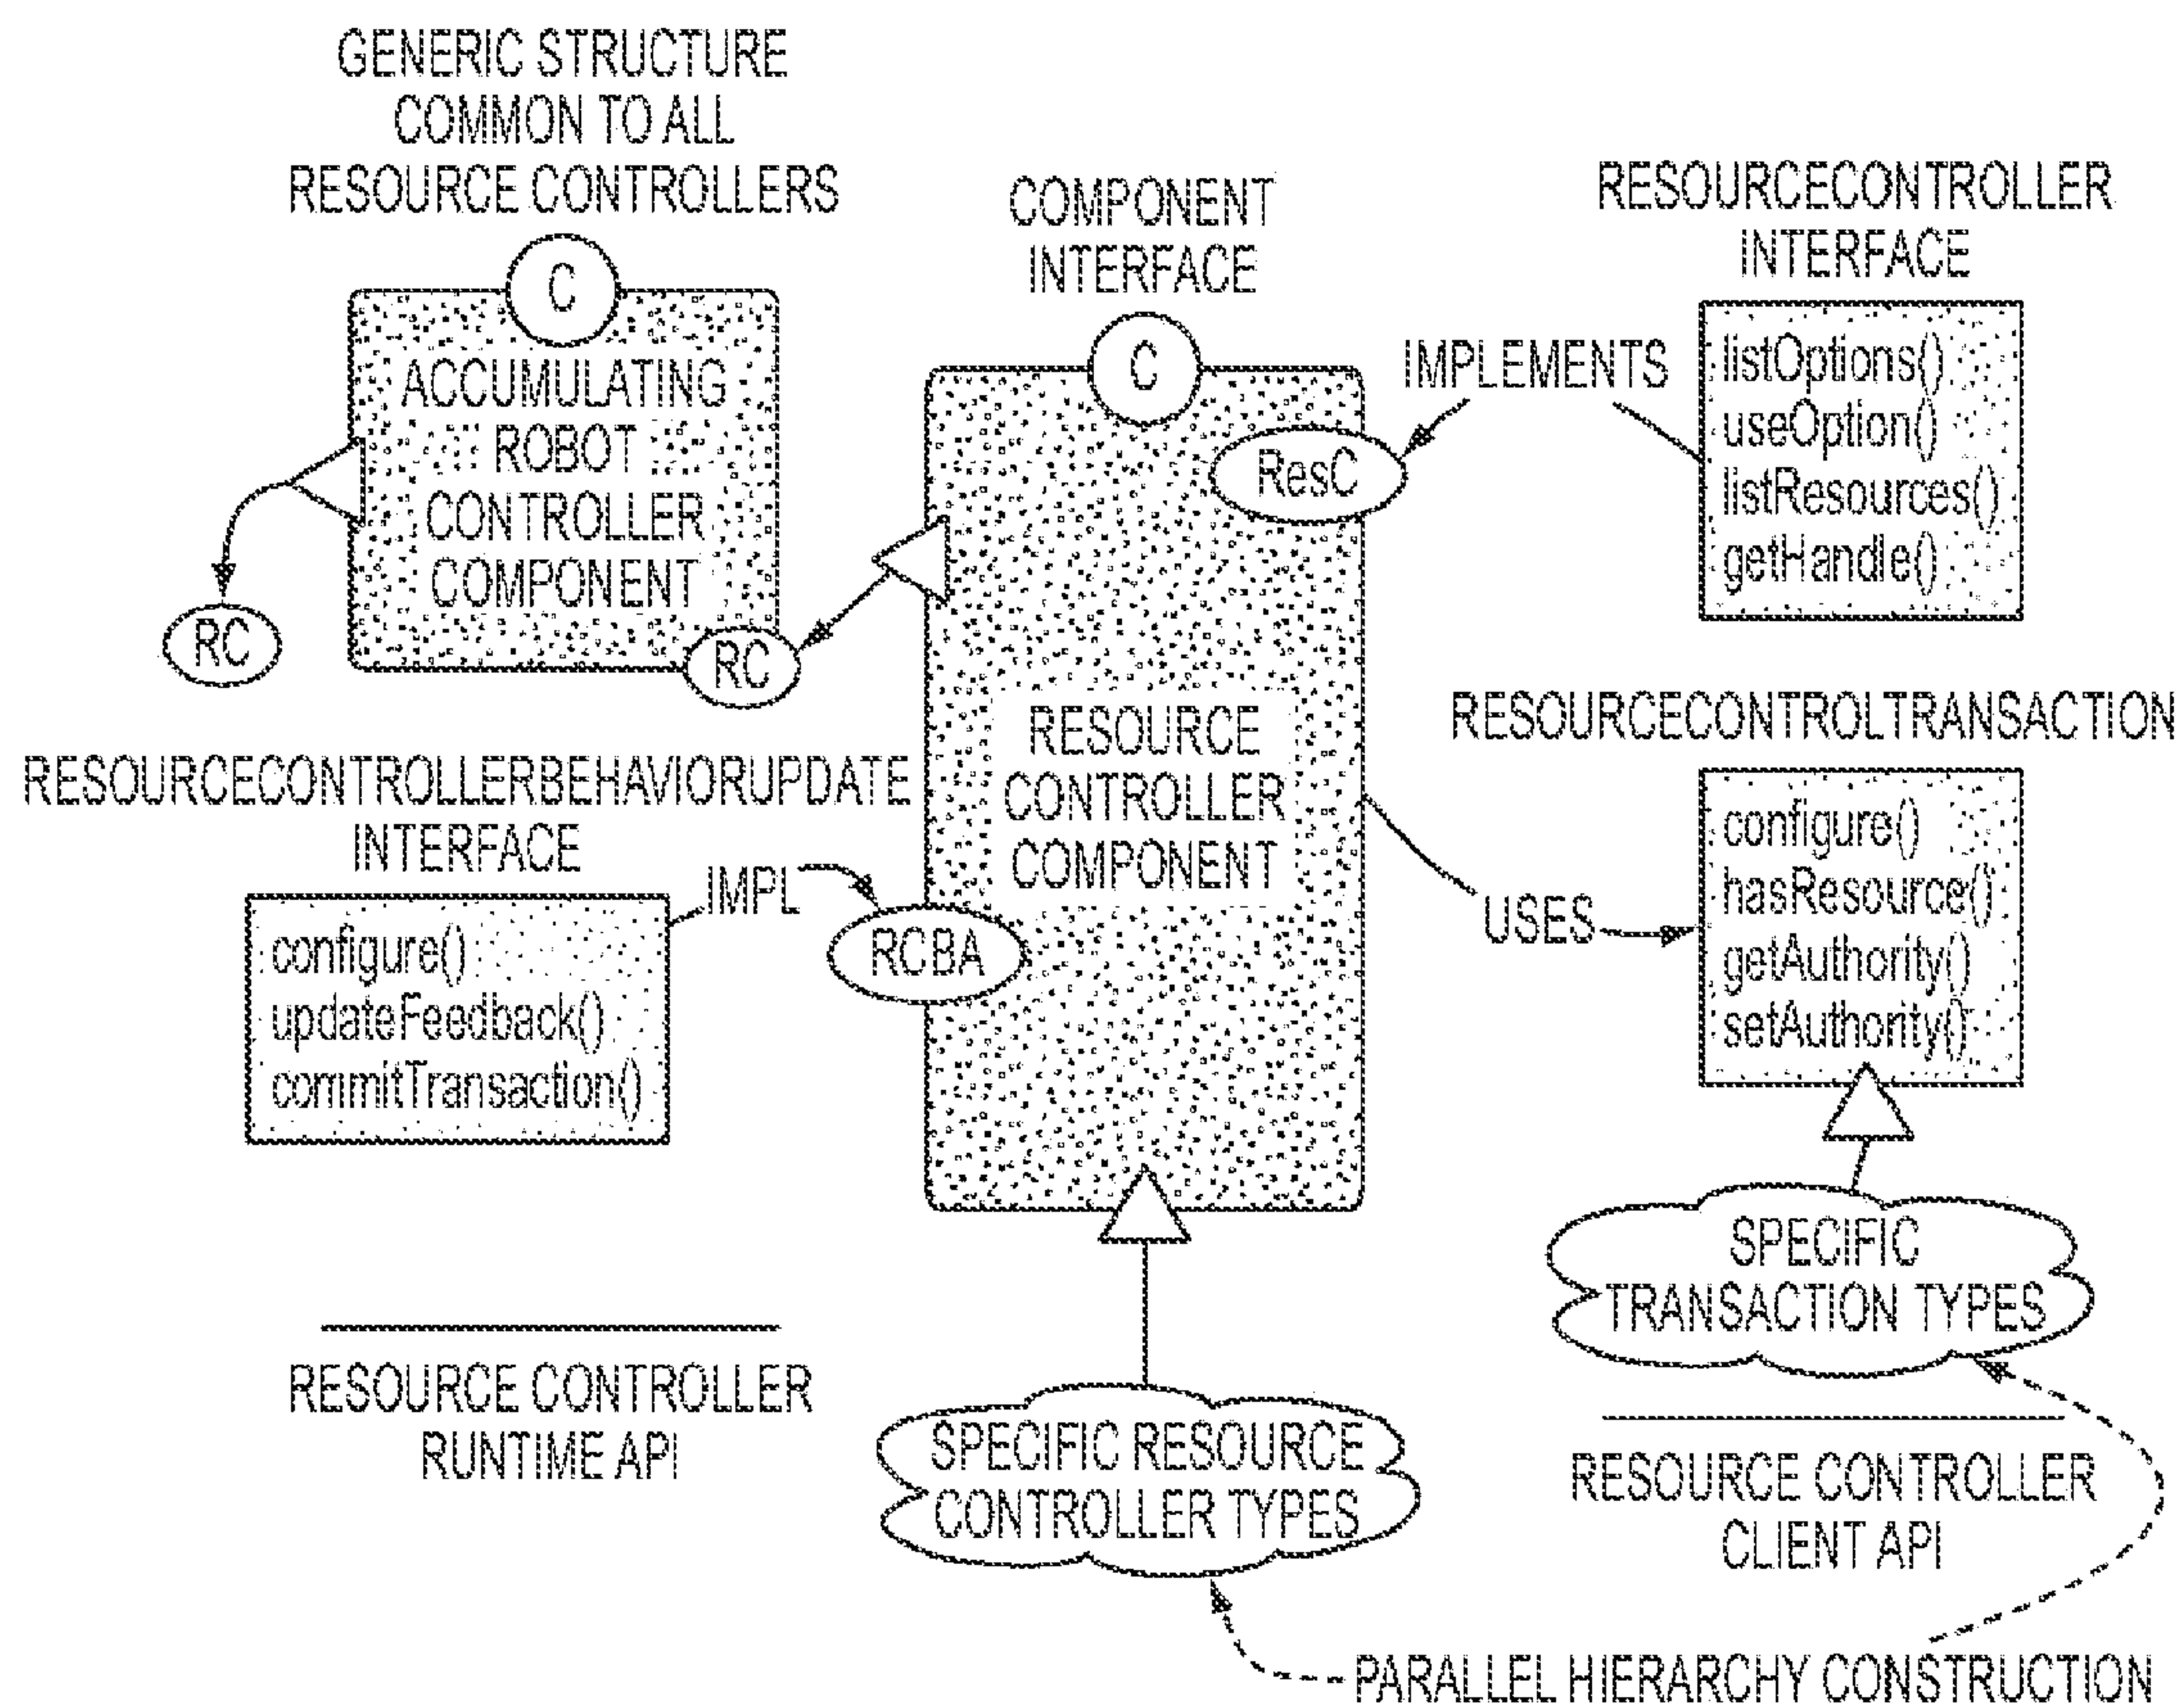 GENERIC STRUCTURE
COMMON TO ALL
RESOURCE CONTROLLERS
C
ACCUMULATING
ROBOT
CONTROLLER
COMPONENT
RC
RC
COMPONENT
INTERFACE
C
ResC
RESOURCE
CONTROLLER
COMPONENT
RCBA
IMPLEMENTS
RESOURCECONTROLLER
INTERFACE
listOptions()
useOption()
listResources()
getHandle()
RESOURCECONTROLLERBEHAVIORUPDATE
INTERFACE
configure()
updateFeedback()
commitTransaction()
IMPL
USES
RESOURCECONTROLTRANSACTION
configure()
hasResource()
getAuthority()
setAuthority()
SPECIFIC
TRANSACTION TYPES
RESOURCE CONTROLLER
RUNTIME API
SPECIFIC RESOURCE
CONTROLLER TYPES
RESOURCE CONTROLLER
CLIENT API
PARALLEL HIERARCHY CONSTRUCTION